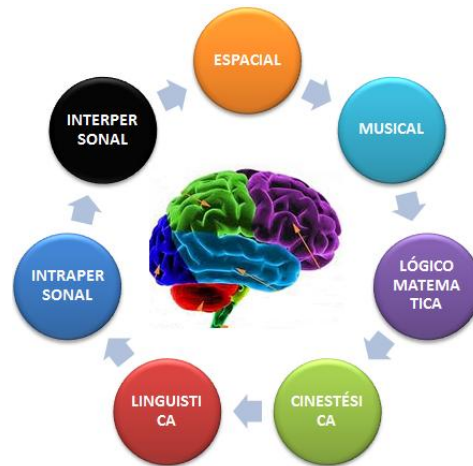 ESPACIAL
MUSICAL
LÓGICO
MATEMA
TICA
CINESTÉSI
CA
LINGUISTI
CA
INTRAPER
SONAL
INTERPER
SONAL